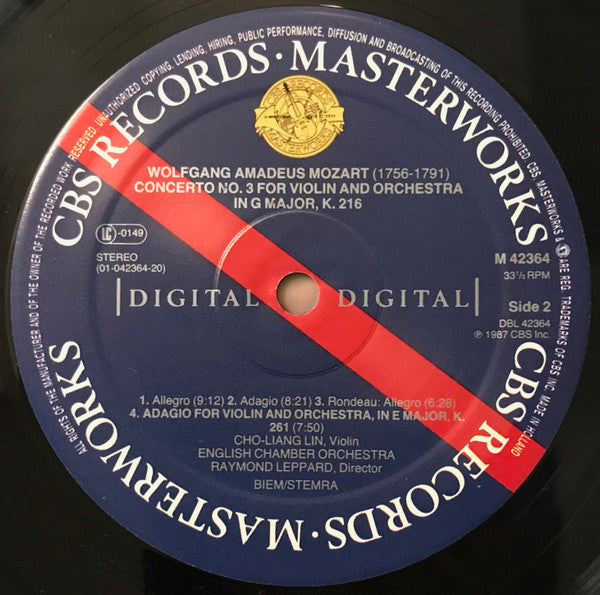 RESERVED. UNAUTHORIZED COPYING, LENDING, HIRING, PUBLIC PERFORMANCE, DIFFUSION AND BROADCASTING OF THIS RECORDING PROHIBITED. CBS, MASTERWORKS & ARE REG. TRADEMARKS OF CBS INC. MADE IN HOLLAND
ALL RIGHTS OF THE MANUFACTURER AND OF THE OWNER OF THE RECORDED WORK
CBS RECORDS · MASTERWORKS
CBS RECORDS · MASTERWORKS
CBS RECORDS
MASTERWORKS
WOLFGANG AMADEUS MOZART (1756-1791)
CONCERTO NO. 3 FOR VIOLIN AND ORCHESTRA
IN G MAJOR, K. 216
LC-0149
STEREO
(01-042364-20)
M 42364
33⅓ RPM
DIGITAL DIGITAL
Side 2
DBL 42364
℗ 1987 CBS Inc.
1. Allegro (9:12) 2. Adagio (8:21) 3. Rondeau: Allegro (6:28)
4. ADAGIO FOR VIOLIN AND ORCHESTRA, IN E MAJOR, K.
261 (7:50)
CHO-LIANG LIN, Violin
ENGLISH CHAMBER ORCHESTRA
RAYMOND LEPPARD, Director
BIEM/STEMRA